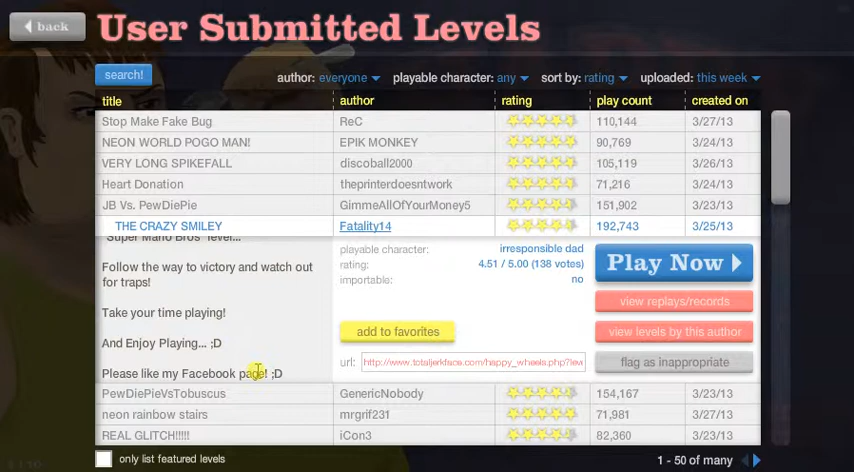 back
User Submitted Levels
search!
author: everyone playable character: any sort by: rating uploaded: this week
title author rating play count created on
Stop Make Fake Bug ReC 110,144 3/27/13
NEON WORLD POGO MAN! EPIK MONKEY 90,769 3/24/13
VERY LONG SPIKEFALL discoball2000 105,119 3/26/13
Heart Donation theprinterdoesntwork 71,216 3/24/13
JB Vs. PewDiePie GimmeAllOfYourMoney5 151,902 3/23/13
THE CRAZY SMILEY Fatality14 192,743 3/25/13
"Super Mario Bros" level...
Follow the way to victory and watch out
for traps!
Take your time playing!
And Enjoy Playing... ;D
Please like my Facebook page! ;D
playable character: irresponsible dad
rating: 4.51 / 5.00 (138 votes)
importable: no
add to favorites
url: http://www.totaljerkface.com/happy_wheels.php?leve
Play Now
view replays/records
view levels by this author
flag as inappropriate
PewDiePieVsTobuscus GenericNobody 154,167 3/23/13
neon rainbow stairs mrgrif231 71,981 3/27/13
REAL GLITCH!!!!! iCon3 82,360 3/23/13
only list featured levels
1 - 50 of many